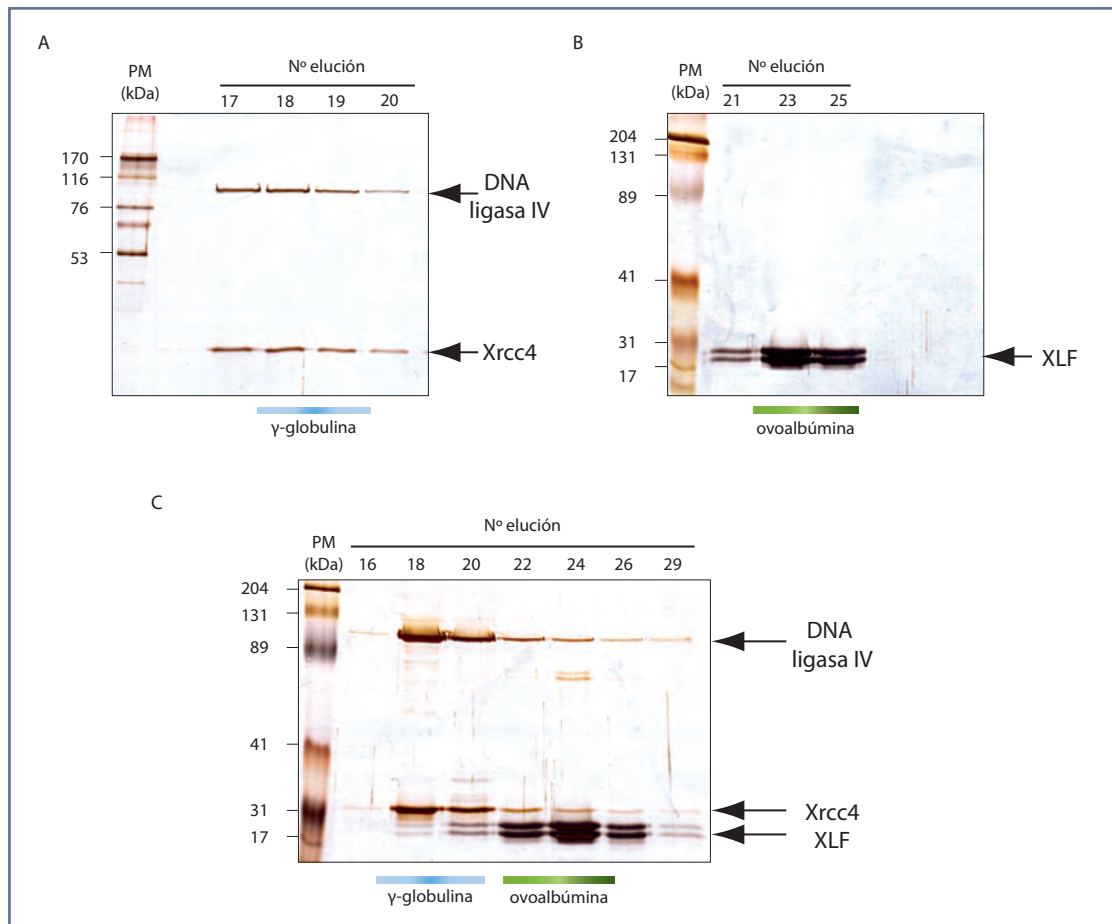 A
PM
(kDa)
Nº elución
17 18 19 20
170
116
76
53
DNA
ligasa IV
Xrcc4
γ-globulina
B
PM
(kDa)
Nº elución
21 23 25
204
131
89
41
31
17
XLF
ovoalbúmina
C
PM
(kDa)
Nº elución
16 18 20 22 24 26 29
204
131
89
41
31
17
DNA
ligasa IV
Xrcc4
XLF
γ-globulina
ovoalbúmina